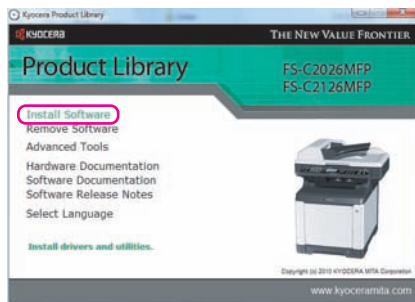 Kyocera Product Library
KYOCERA
THE NEW VALUE FRONTIER
Product Library
FS-C2026MFP
FS-C2126MFP
Install Software
Remove Software
Advanced Tools
Hardware Documentation
Software Documentation
Software Release Notes
Select Language
Install drivers and utilities.
Copyright (c) 2010 KYOCERA MITA Corporation
www.kyoceramita.com